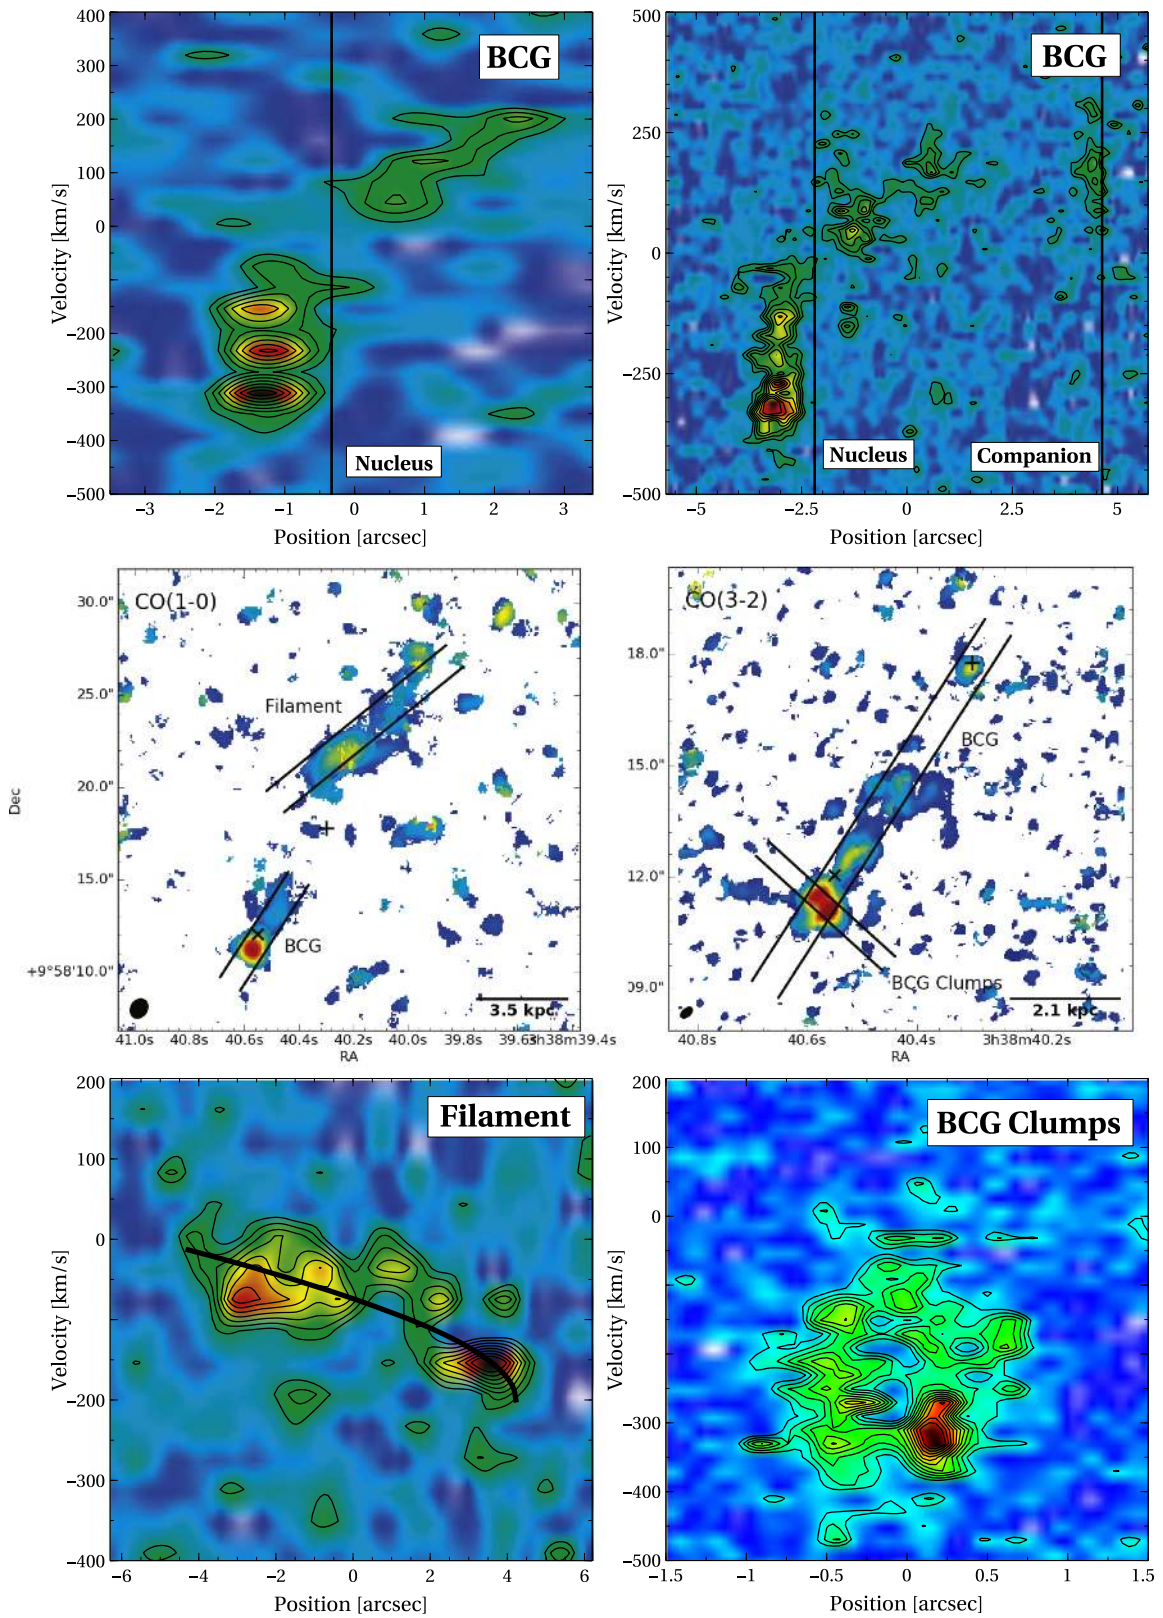 BCG
400
300
200
100
0
−100
−200
−300
−400
−500
Velocity [km/s]
Nucleus
−3 −2 −1 0 1 2 3
Position [arcsec]
BCG
500
250
0
−250
−500
Velocity [km/s]
Nucleus
Companion
−5 −2.5 0 2.5 5
Position [arcsec]
CO(1-0)
30.0"
25.0"
20.0"
15.0"
+9°58'10.0"
Dec
Filament
BCG
3.5 kpc
41.0s 40.8s 40.6s 40.4s 40.2s 40.0s 39.8s 39.6s 3h38m39.4s
RA
CO(3-2)
18.0"
15.0"
12.0"
09.0"
BCG
BCG Clumps
2.1 kpc
40.8s 40.6s 40.4s 3h38m40.2s
RA
Filament
200
100
0
−100
−200
−300
−400
Velocity [km/s]
−6 −4 −2 0 2 4 6
Position [arcsec]
BCG Clumps
200
100
0
−100
−200
−300
−400
−500
Velocity [km/s]
−1.5 −1 −0.5 0 0.5 1 1.5
Position [arcsec]